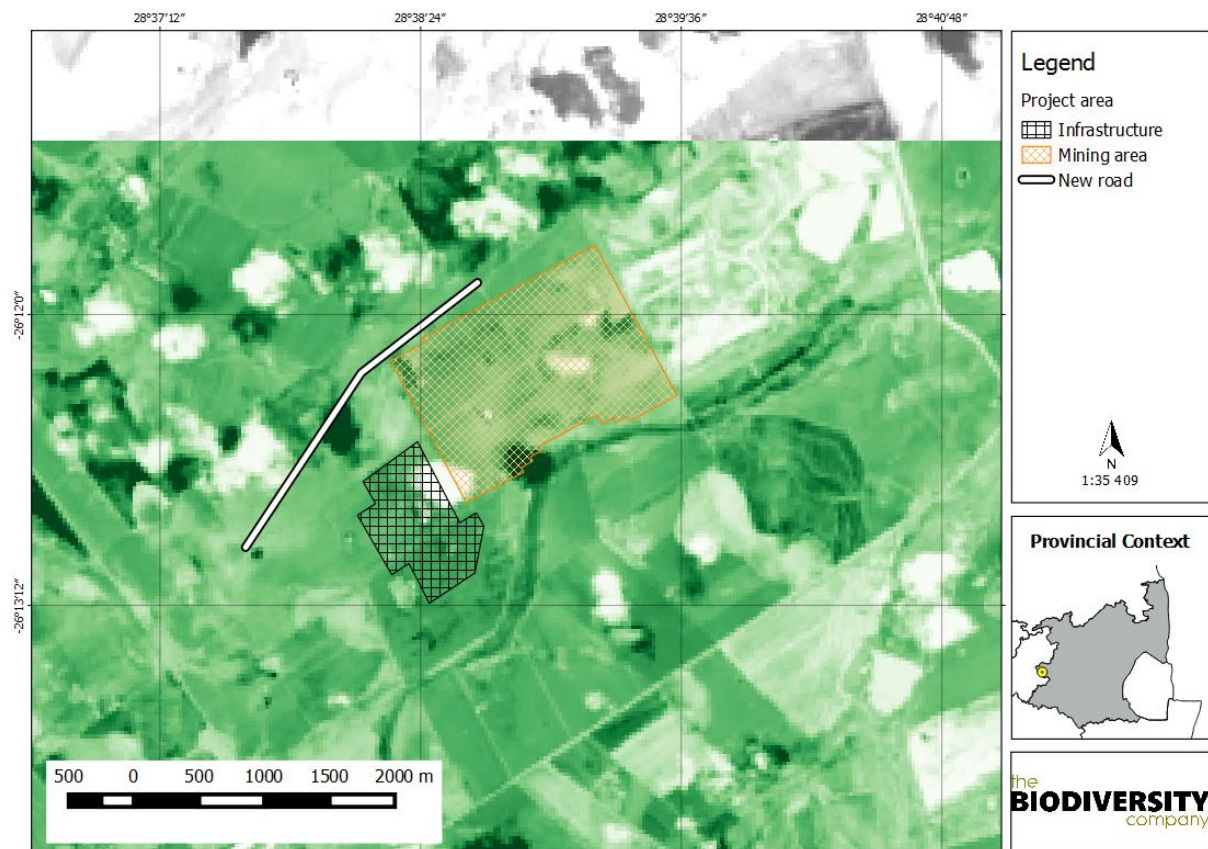 28°37'12" 28°38'24" 28°39'36" 28°40'48"
-26°12'0"
-26°13'12"
Legend
Project area
Infrastructure
Mining area
New road
N
1:35 409
Provincial Context
500 0 500 1000 1500 2000 m
the
BIODIVERSITY
company